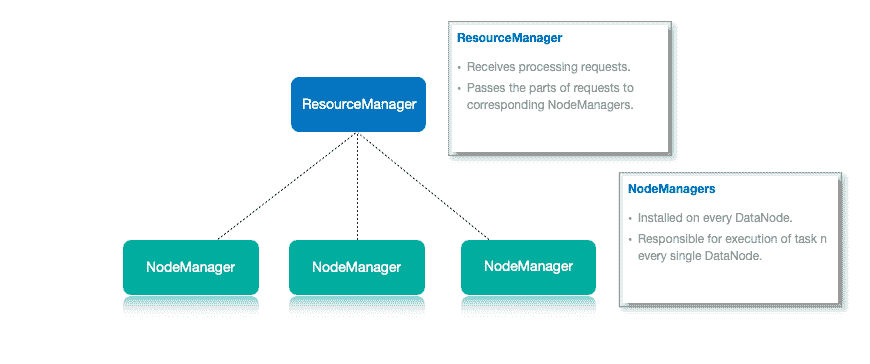 ResourceManager
• Receives processing requests.
• Passes the parts of requests to
corresponding NodeManagers.
ResourceManager
NodeManagers
• Installed on every DataNode.
• Responsible for execution of task n
every single DataNode.
NodeManager
NodeManager
NodeManager